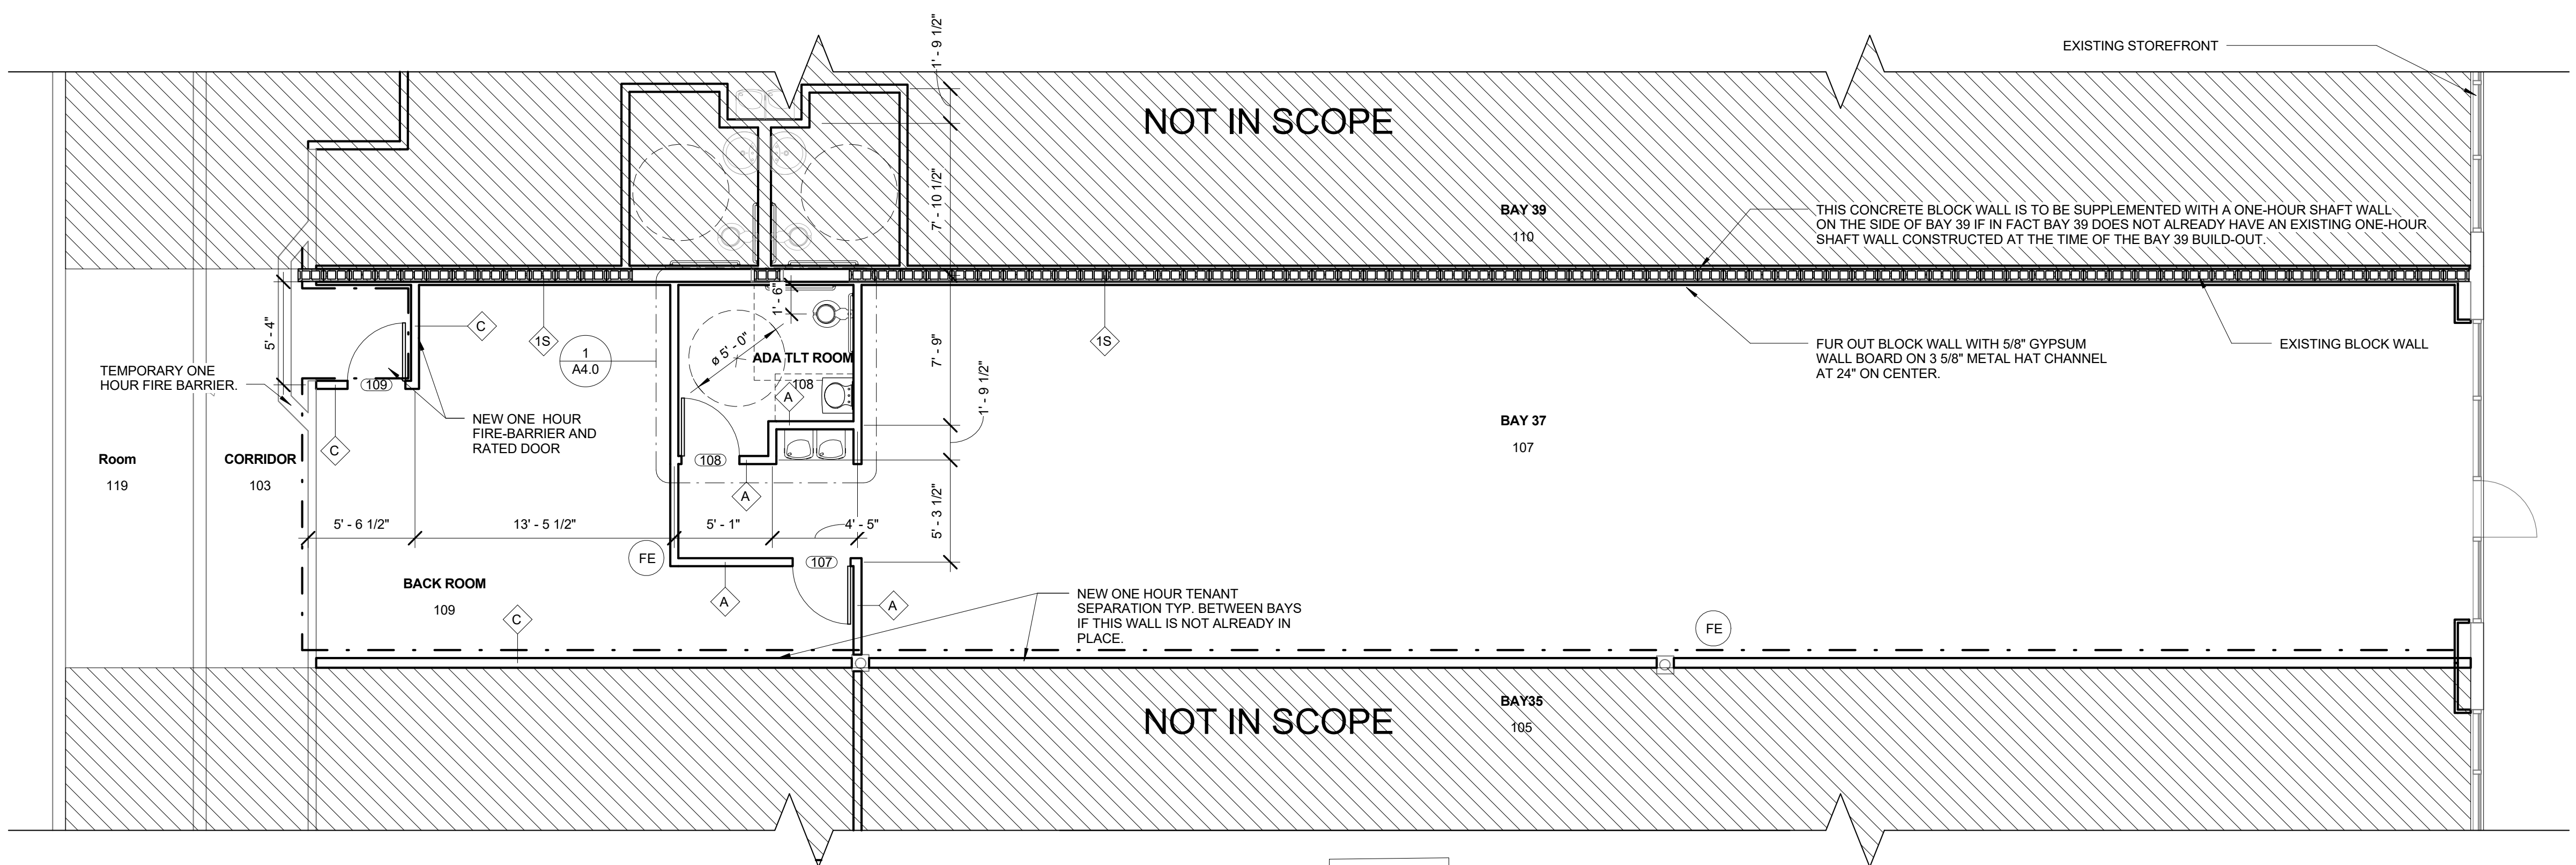 1' - 9 1/2"
EXISTING STOREFRONT
NOT IN SCOPE
7' - 10 1/2"
BAY 39
110
THIS CONCRETE BLOCK WALL IS TO BE SUPPLEMENTED WITH A ONE-HOUR SHAFT WALL
ON THE SIDE OF BAY 39 IF IN FACT BAY 39 DOES NOT ALREADY HAVE AN EXISTING ONE-HOUR
SHAFT WALL CONSTRUCTED AT THE TIME OF THE BAY 39 BUILD-OUT.
5' - 4"
C
1S
1
A4.0
1' - 6"
ø 5' - 0"
ADA TLT ROOM
108
A
7' - 9"
1' - 9 1/2"
1S
FUR OUT BLOCK WALL WITH 5/8" GYPSUM
WALL BOARD ON 3 5/8" METAL HAT CHANNEL
AT 24" ON CENTER.
EXISTING BLOCK WALL
TEMPORARY ONE
HOUR FIRE BARRIER.
109
NEW ONE HOUR
FIRE-BARRIER AND
RATED DOOR
C
BAY 37
107
Room
119
CORRIDOR
103
108
A
5' - 6 1/2"
13' - 5 1/2"
5' - 1"
4' - 5"
5' - 3 1/2"
FE
107
BACK ROOM
109
C
A
A
NEW ONE HOUR TENANT
SEPARATION TYP. BETWEEN BAYS
IF THIS WALL IS NOT ALREADY IN
PLACE.
FE
NOT IN SCOPE
BAY35
105